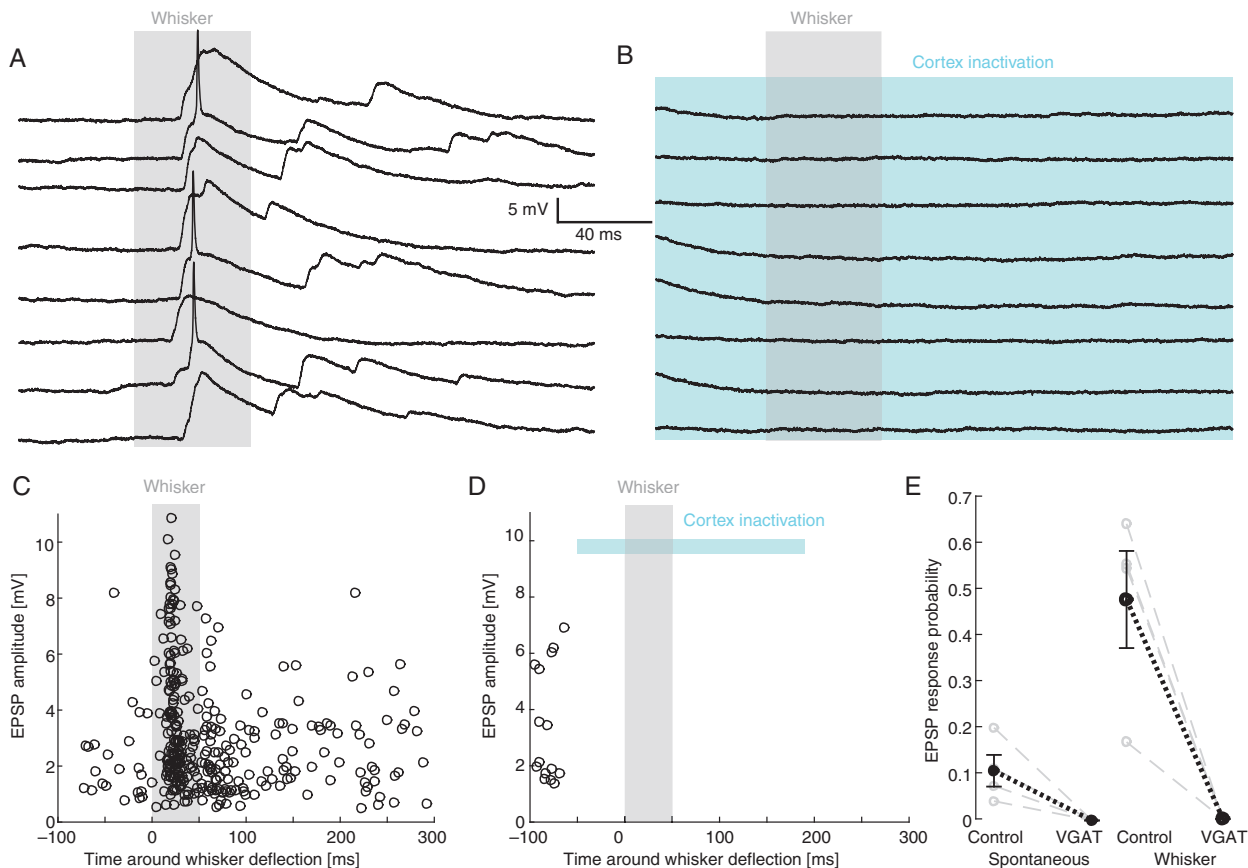 Whisker
Whisker
A
B
Cortex inactivation
5 mV
40 ms
C
Whisker
D
Whisker
E
Cortex inactivation
EPSP amplitude [mV]
10
8
6
4
2
0
–100
0
100
200
300
Time around whisker deflection [ms]
EPSP amplitude [mV]
10
8
6
4
2
0
–100
0
100
200
300
Time around whisker deflection [ms]
EPSP response probability
0.7
0.6
0.5
0.4
0.3
0.2
0.1
0
Control VGAT Control VGAT
Spontaneous Whisker